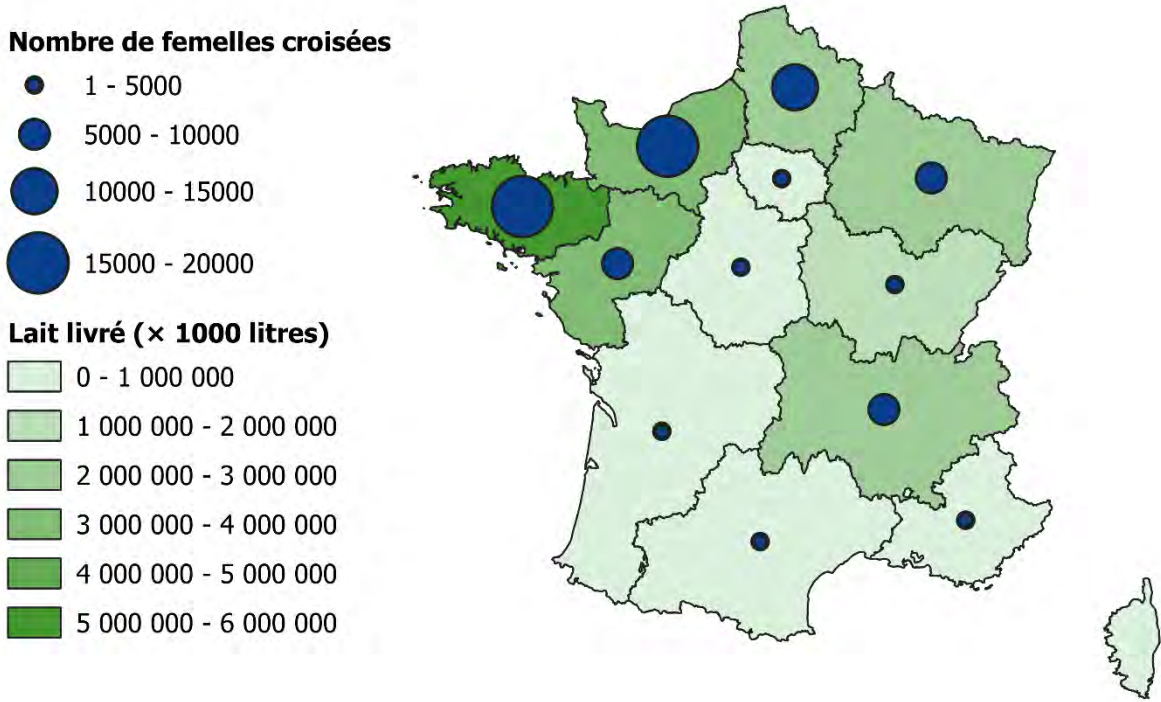 Nombre de femelles croisées
1 - 5000
5000 - 10000
10000 - 15000
15000 - 20000
Lait livré (× 1000 litres)
0 - 1 000 000
1 000 000 - 2 000 000
2 000 000 - 3 000 000
3 000 000 - 4 000 000
4 000 000 - 5 000 000
5 000 000 - 6 000 000